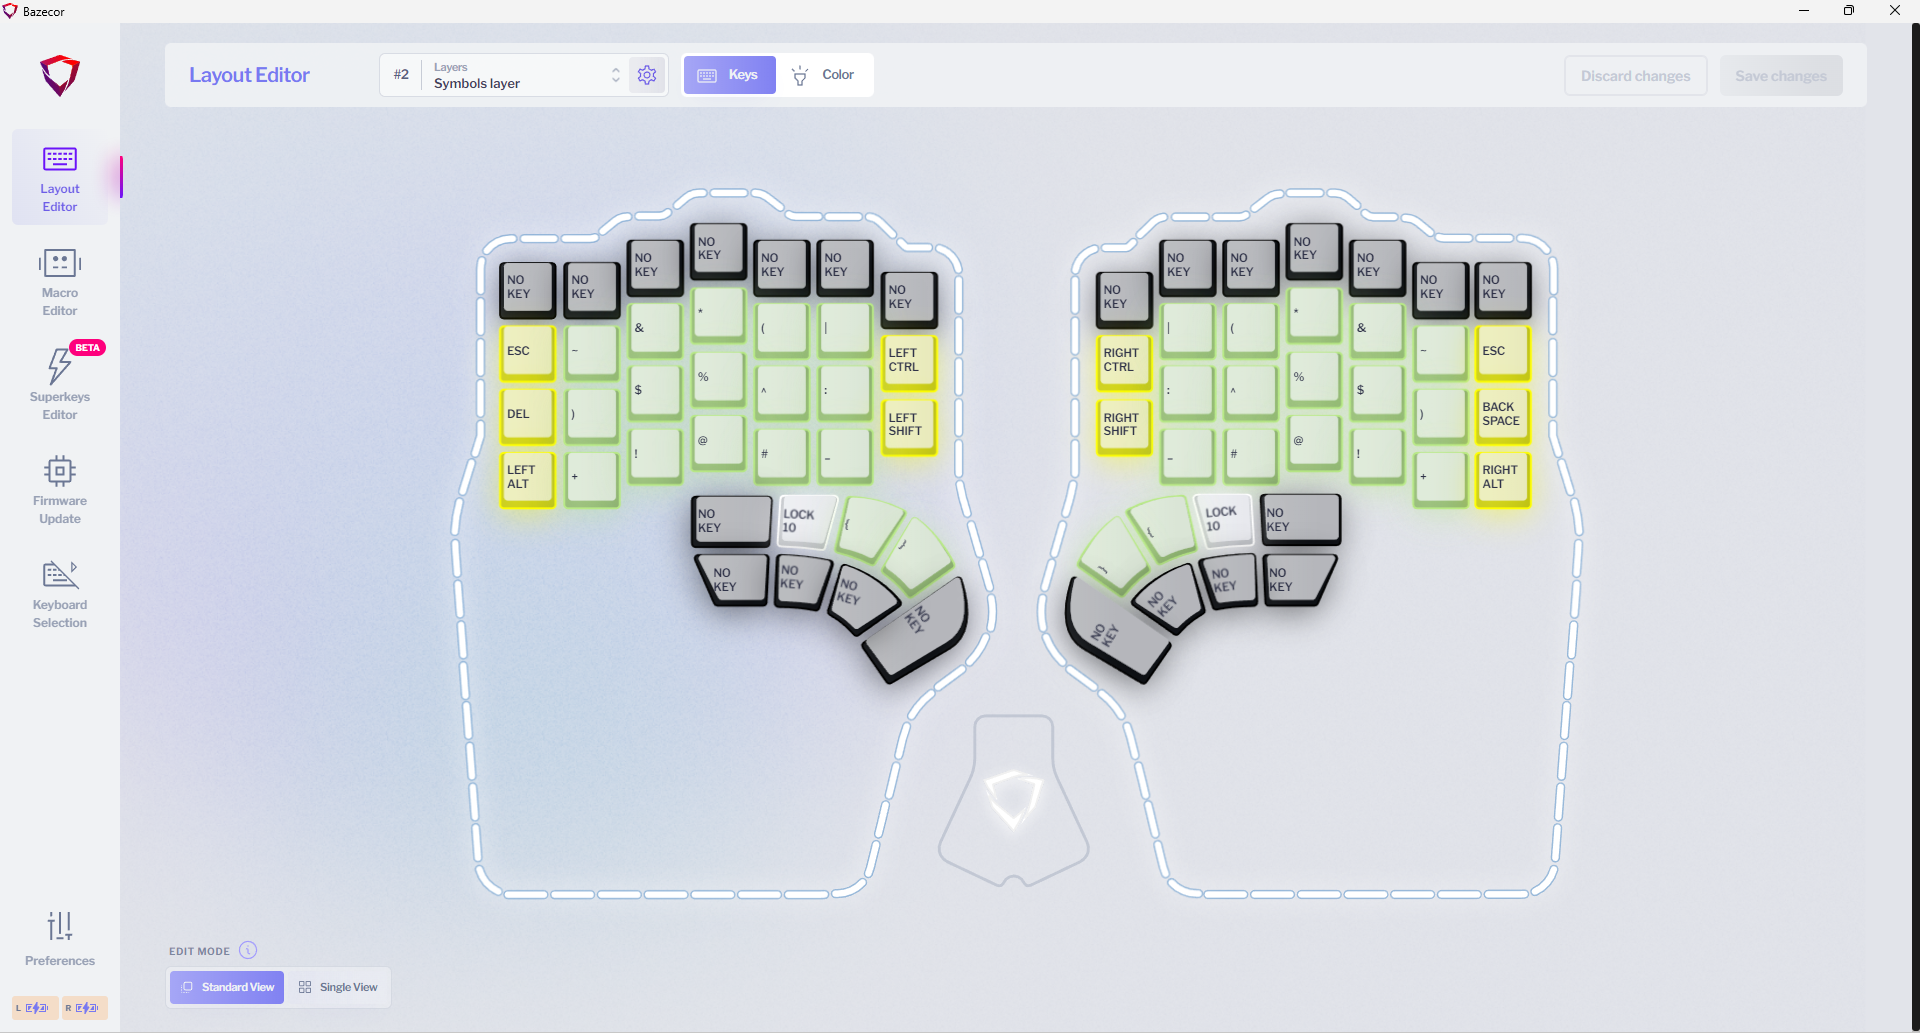 Bazecor
Layout Editor
#2
Layers
Symbols layer
Keys
Color
Discard changes
Save changes
Layout
Editor
Macro
Editor
BETA
Superkeys
Editor
Firmware
Update
Keyboard
Selection
Preferences
L
R
NO
KEY
NO
KEY
NO
KEY
NO
KEY
NO
KEY
NO
KEY
NO
KEY
ESC
~
&
*
(
|
LEFT
CTRL
DEL
)
$
%
^
:
LEFT
SHIFT
LEFT
ALT
+
!
@
#
_
NO
KEY
LOCK
10
{
NO
KEY
NO
KEY
NO
KEY
NO
KEY
NO
KEY
NO
KEY
NO
KEY
NO
KEY
NO
KEY
NO
KEY
NO
KEY
RIGHT
CTRL
|
(
*
&
~
ESC
RIGHT
SHIFT
:
^
%
$
)
BACK
SPACE
_
#
@
!
+
RIGHT
ALT
{
LOCK
10
NO
KEY
NO
KEY
NO
KEY
NO
KEY
NO
KEY
EDIT MODE
i
Standard View
Single View